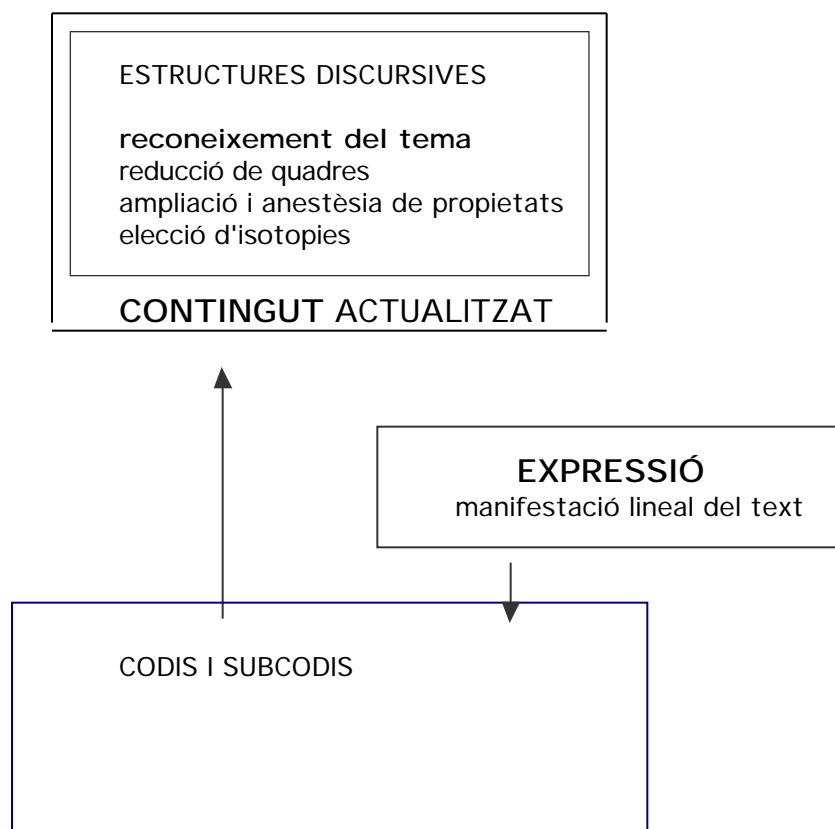 ESTRUCTURES DISCURSIVES
reconeixement del tema
reducció de quadres
ampliació i anestèsia de propietats
elecció d'isotopies
CONTINGUT ACTUALITZAT
EXPRESSIÓ
manifestació lineal del text
CODIS I SUBCODIS